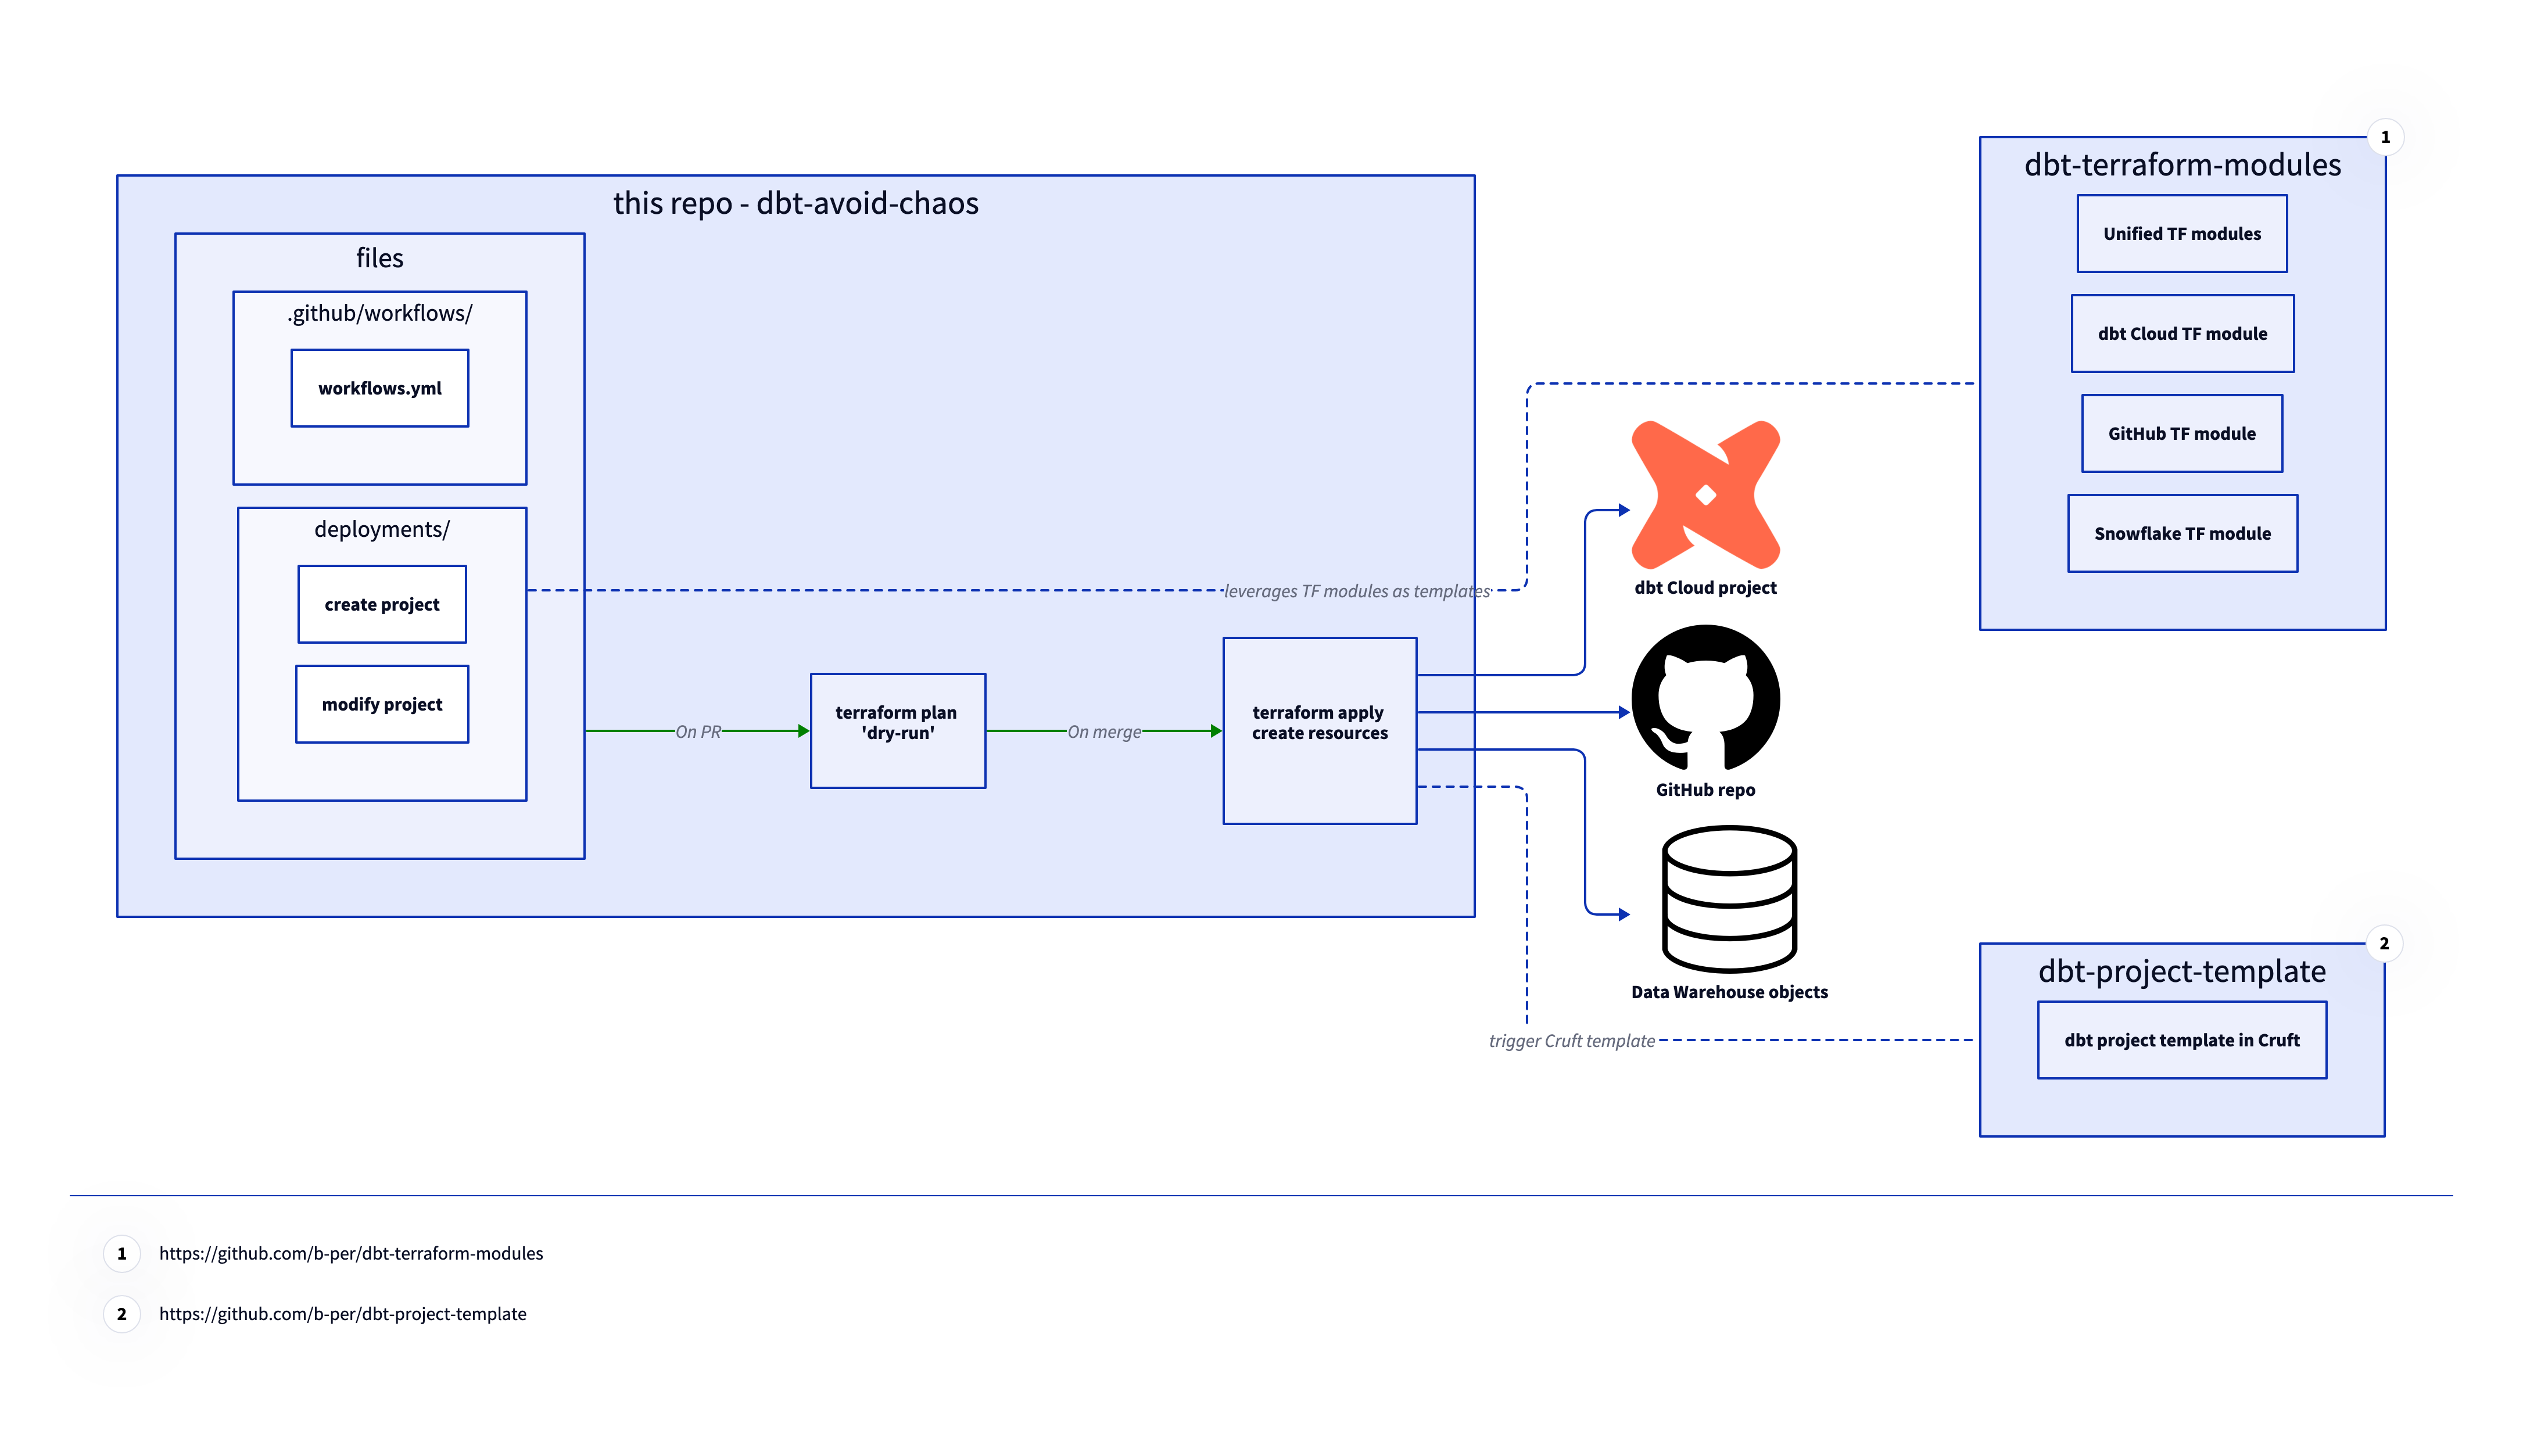 this repo - dbt-avoid-chaos
files
.github/workflows/
workflows.yml
deployments/
create project
modify project
leverages TF modules as templates
On PR
terraform plan
'dry-run'
On merge
terraform apply
create resources
dbt Cloud project
GitHub repo
Data Warehouse objects
trigger Cruft template
1
dbt-terraform-modules
Unified TF modules
dbt Cloud TF module
GitHub TF module
Snowflake TF module
2
dbt-project-template
dbt project template in Cruft
1 https://github.com/b-per/dbt-terraform-modules
2 https://github.com/b-per/dbt-project-template